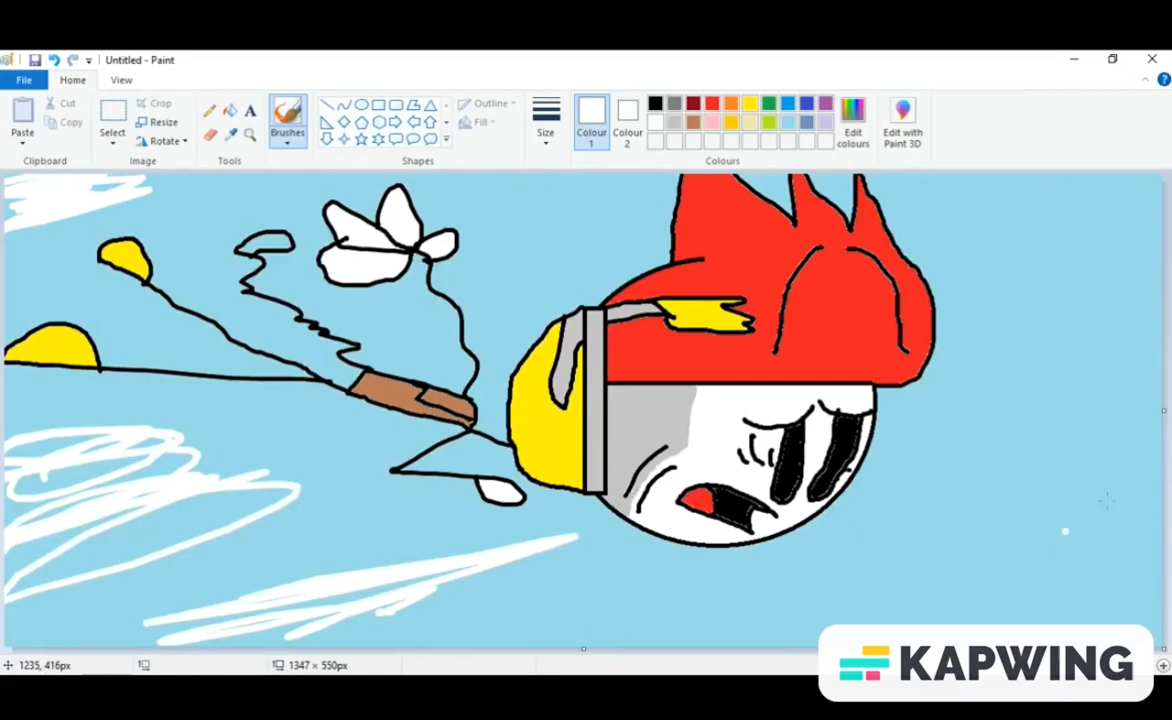 Untitled - Paint
File Home View
Cut Crop Outline
Copy Resize Fill
Paste Select Rotate Brushes Size Colour 1 Colour 2 Edit colours Edit with Paint 3D
Clipboard Image Tools Shapes Colours
1235, 416px 1347 × 550px
KAPWING